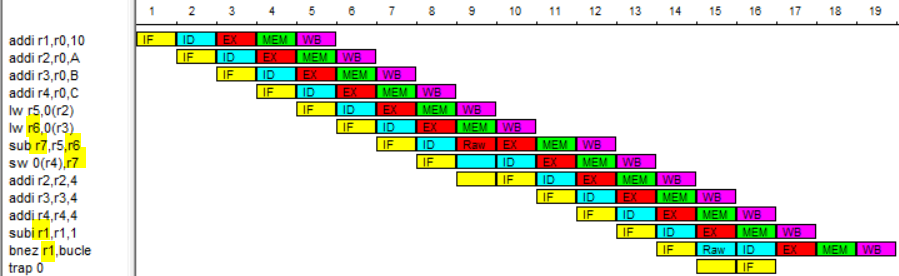 1 2 3 4 5 6 7 8 9 10 11 12 13 14 15 16 17 18 19
addi r1,r0,10 IF ID EX MEM WB
addi r2,r0,A IF ID EX MEM WB
addi r3,r0,B IF ID EX MEM WB
addi r4,r0,C IF ID EX MEM WB
lw r5,0(r2) IF ID EX MEM WB
lw r6,0(r3) IF ID EX MEM WB
sub r7,r5,r6 IF ID Raw EX MEM WB
sw 0(r4),r7 IF ID EX MEM WB
addi r2,r2,4 IF ID EX MEM WB
addi r3,r3,4 IF ID EX MEM WB
addi r4,r4,4 IF ID EX MEM WB
subi r1,r1,1 IF ID EX MEM WB
bnez r1,bucle IF Raw ID EX MEM WB
trap 0 IF